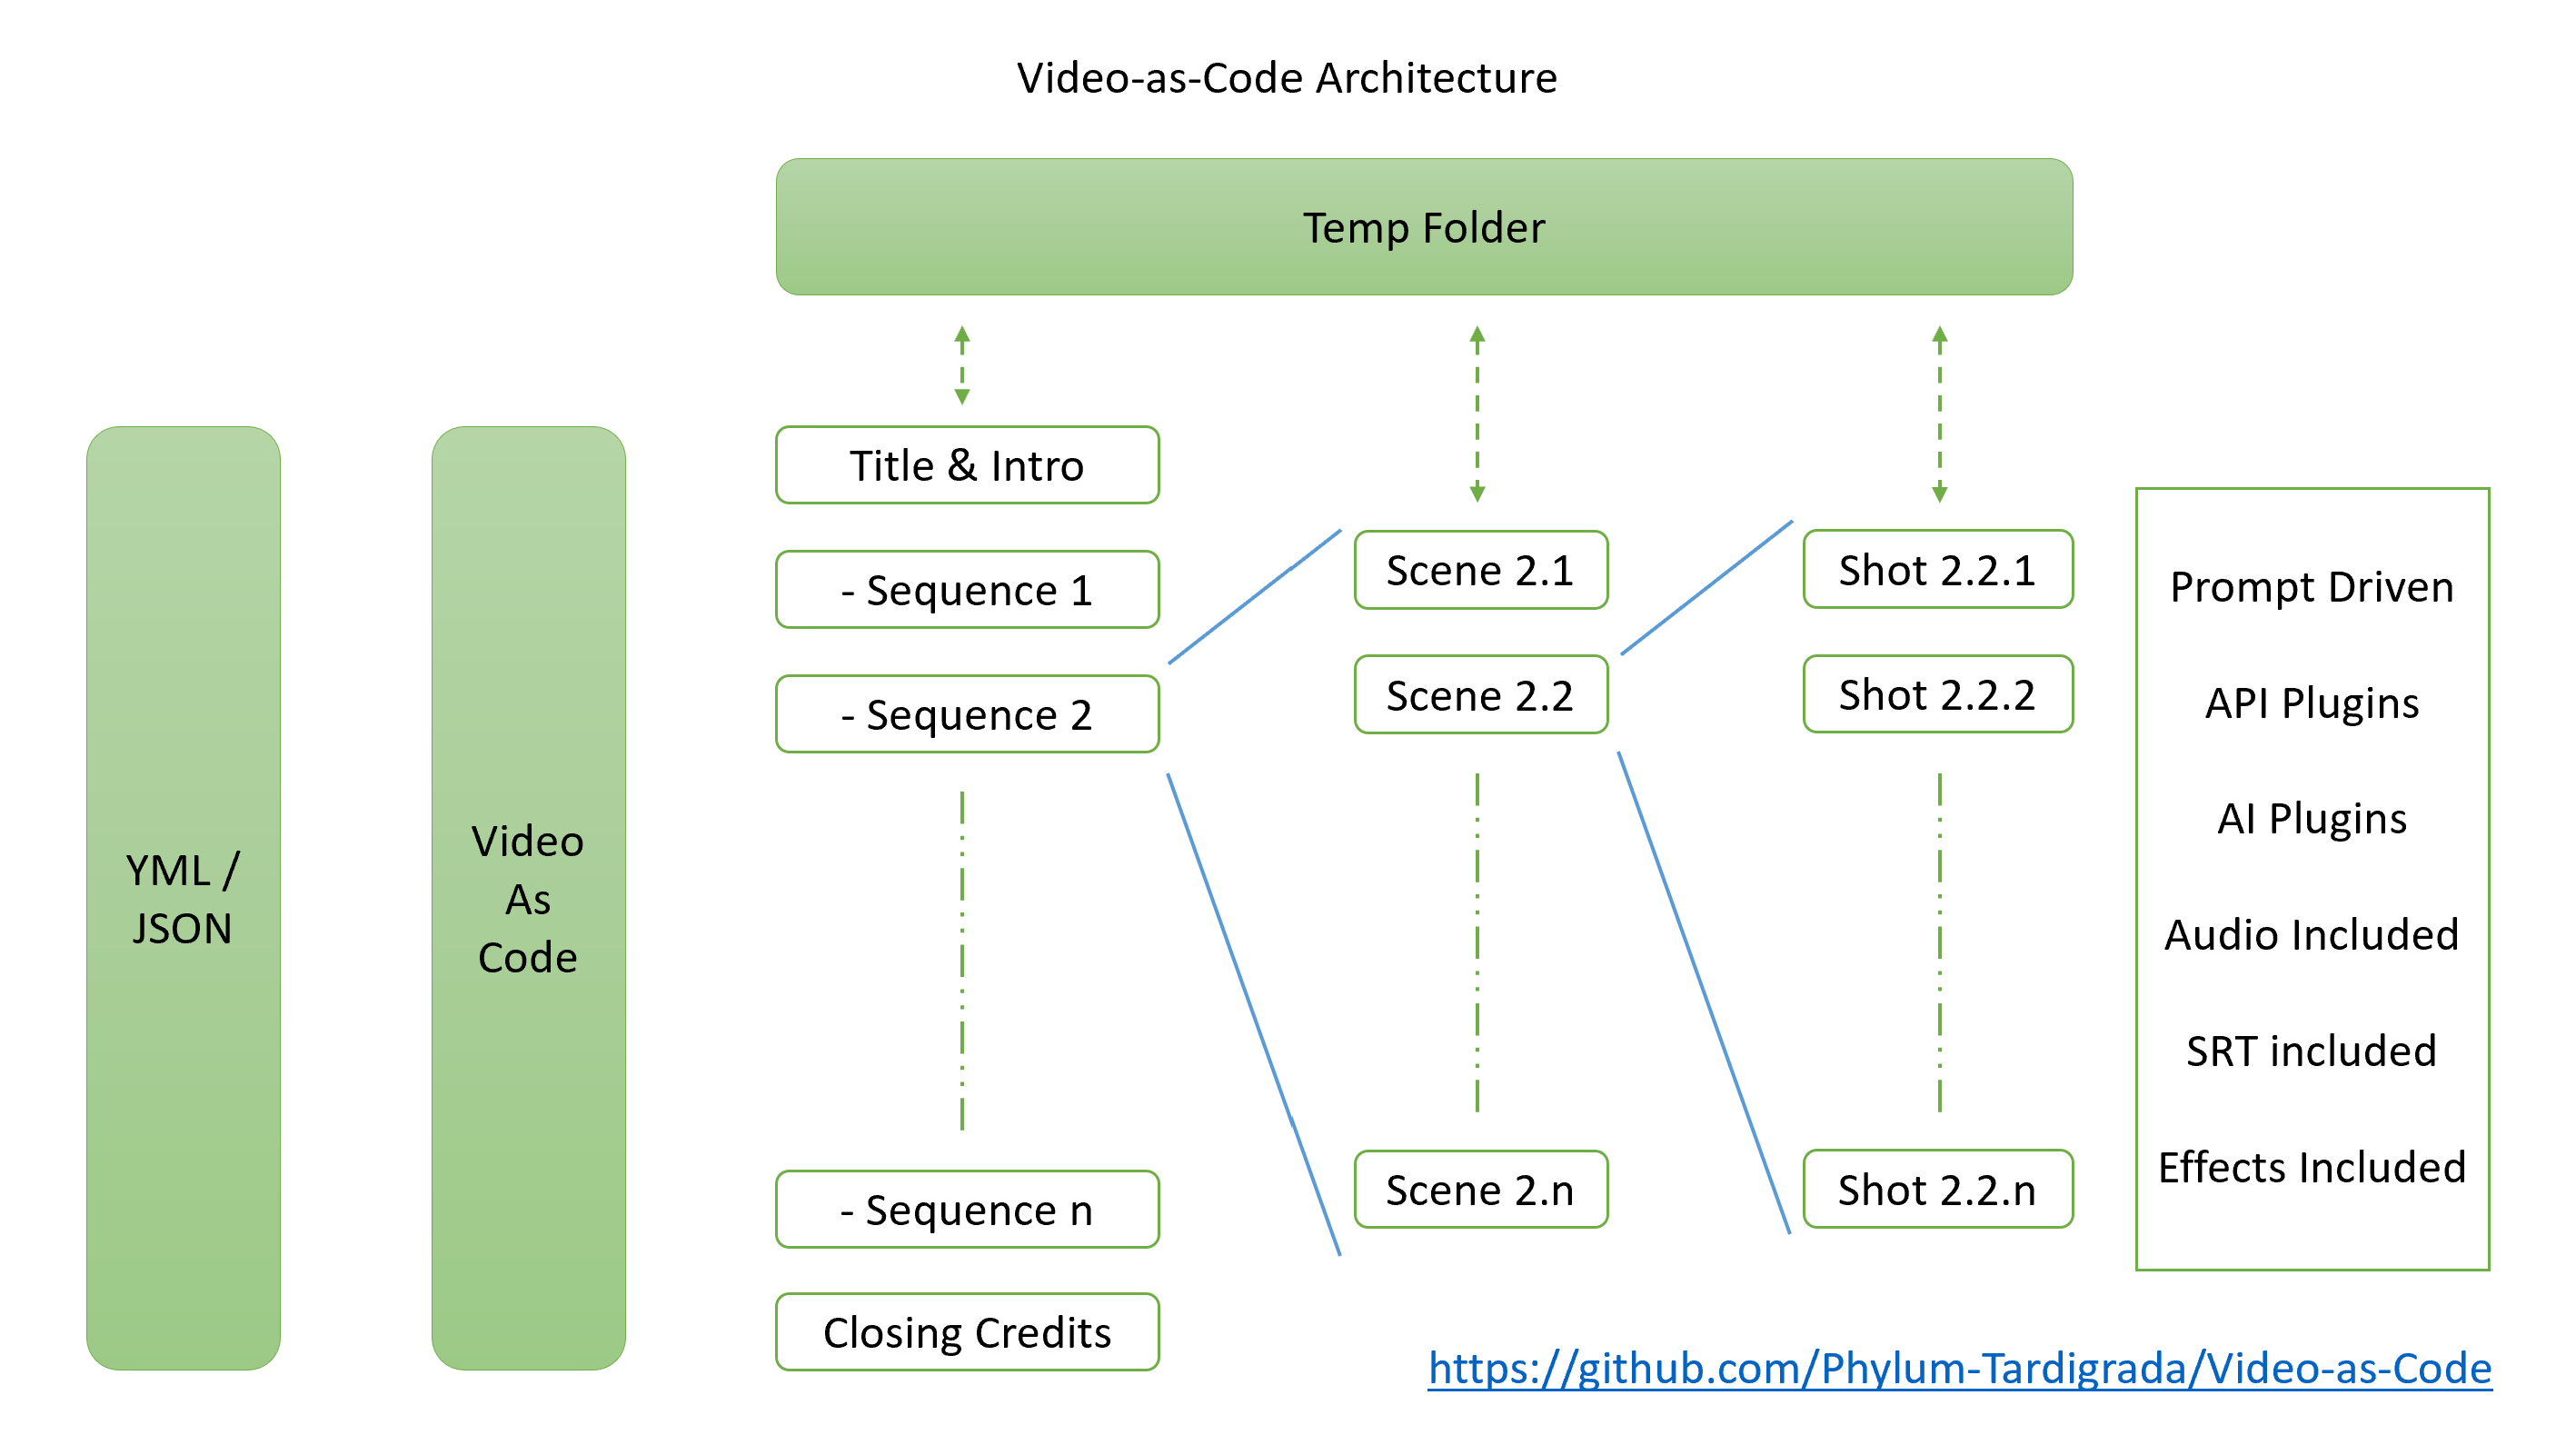 Video-as-Code Architecture
Temp Folder
YML /
JSON
Video
As
Code
Title & Intro
- Sequence 1
- Sequence 2
- Sequence n
Closing Credits
Scene 2.1
Scene 2.2
Scene 2.n
Shot 2.2.1
Shot 2.2.2
Shot 2.2.n
Prompt Driven
API Plugins
AI Plugins
Audio Included
SRT included
Effects Included
https://github.com/Phylum-Tardigrada/Video-as-Code